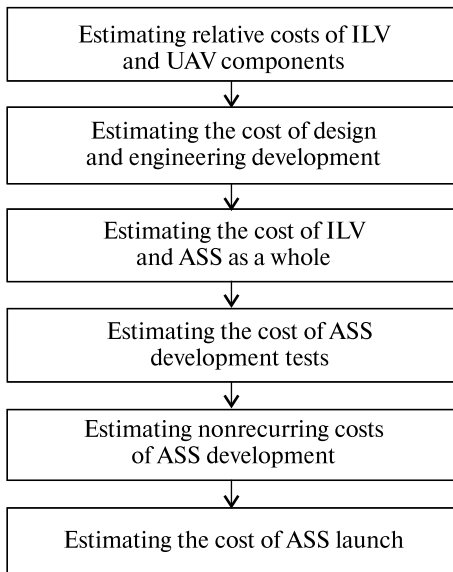 Estimating relative costs of ILV
and UAV components
Estimating the cost of design
and engineering development
Estimating the cost of ILV
and ASS as a whole
Estimating the cost of ASS
development tests
Estimating nonrecurring costs
of ASS development
Estimating the cost of ASS launch